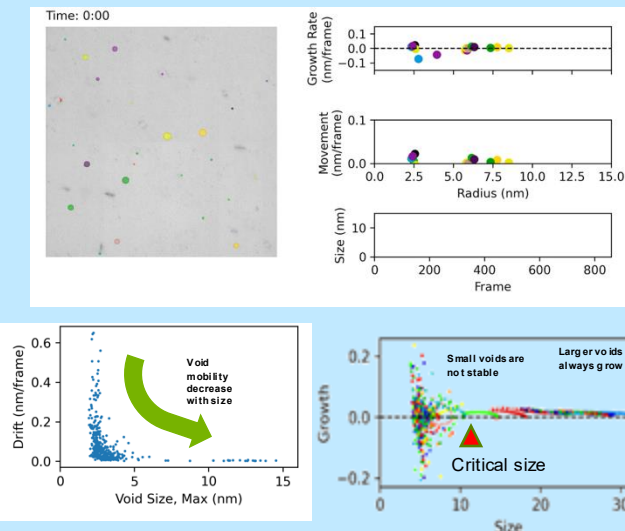 Time: 0:00
Growth Rate
(nm/frame)
0.1
0.0
−0.1
Movement
(nm/frame)
0.1
0.0
0.0
2.5
5.0
7.5
10.0
12.5
15.0
Radius (nm)
Size (nm)
10
0
0
200
400
600
800
Frame
Drift (nm/frame)
0.6
0.4
0.2
0.0
0
5
10
15
Void Size, Max (nm)
Void
mobility
decrease
with size
Growth
0.2
0.0
−0.2
0
10
20
30
Size
Small voids are
not stable
Larger voids
always grow
Critical size